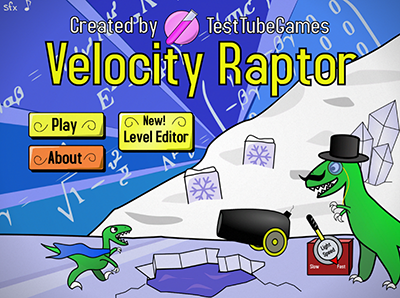 sfx ♪
Created by TestTubeGames
Velocity Raptor
Play
New!
Level Editor
About
Light
Speed
Slow Fast